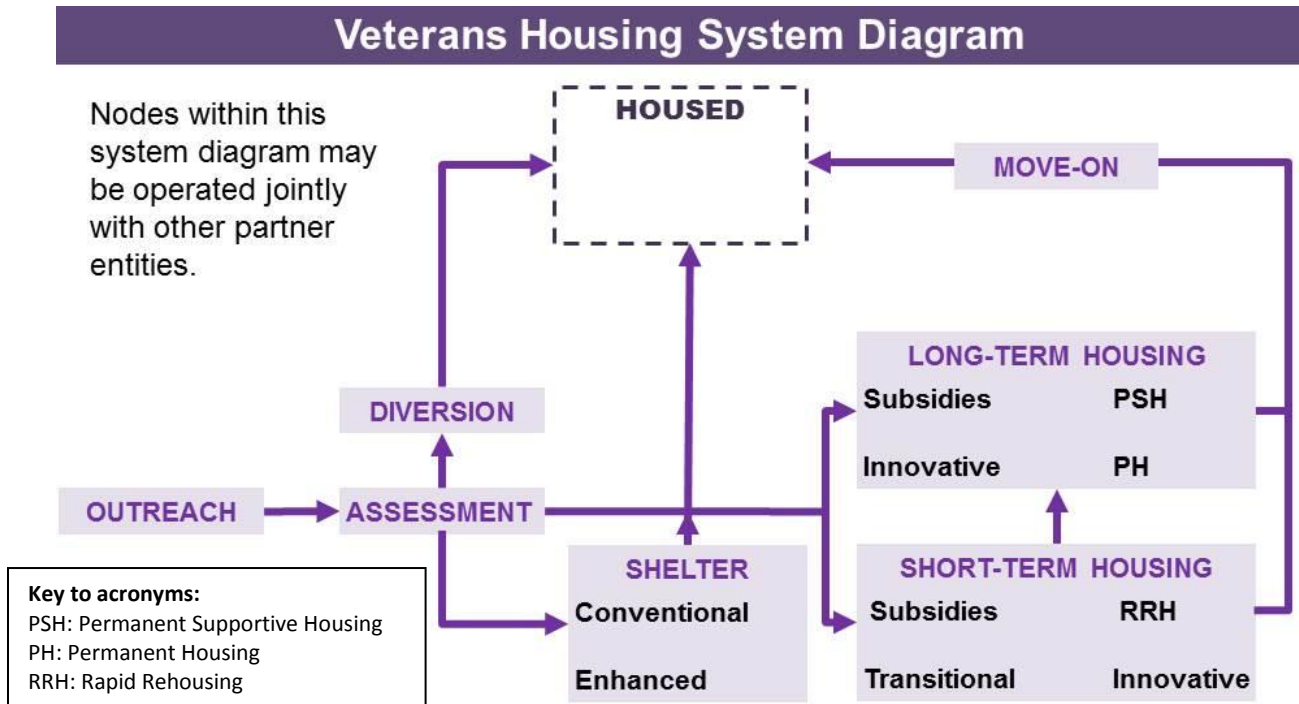 Veterans Housing System Diagram
Nodes within this
system diagram may
be operated jointly
with other partner
entities.
HOUSED
MOVE-ON
DIVERSION
OUTREACH
ASSESSMENT
LONG-TERM HOUSING
Subsidies PSH
Innovative PH
SHELTER
Conventional
Enhanced
SHORT-TERM HOUSING
Subsidies RRH
Transitional Innovative
Key to acronyms:
PSH: Permanent Supportive Housing
PH: Permanent Housing
RRH: Rapid Rehousing